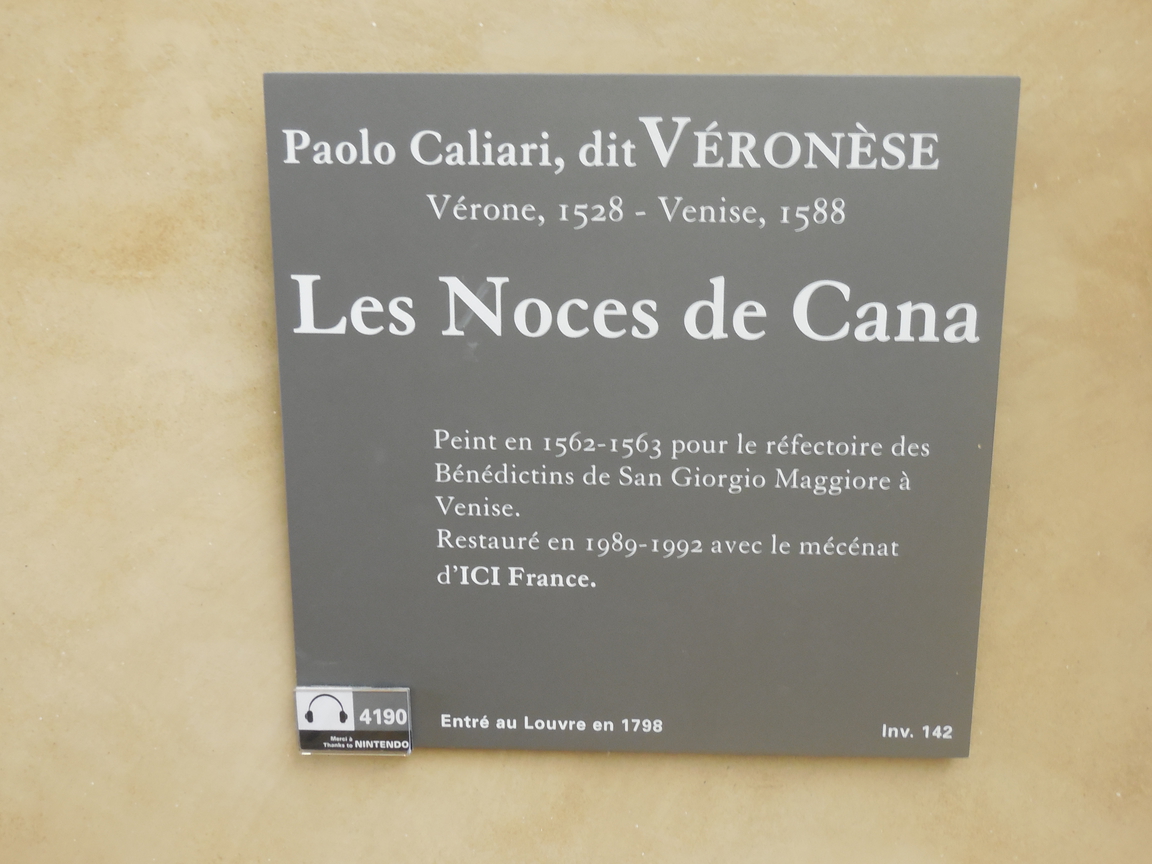 Paolo Caliari, dit VÉRONÈSE
Vérone, 1528 - Venise, 1588
Les Noces de Cana
Peint en 1562-1563 pour le réfectoire des
Bénédictins de San Giorgio Maggiore à
Venise.
Restauré en 1989-1992 avec le mécénat
d'ICI France.
4190
Merci à
Thanks to NINTENDO
Entré au Louvre en 1798
Inv. 142